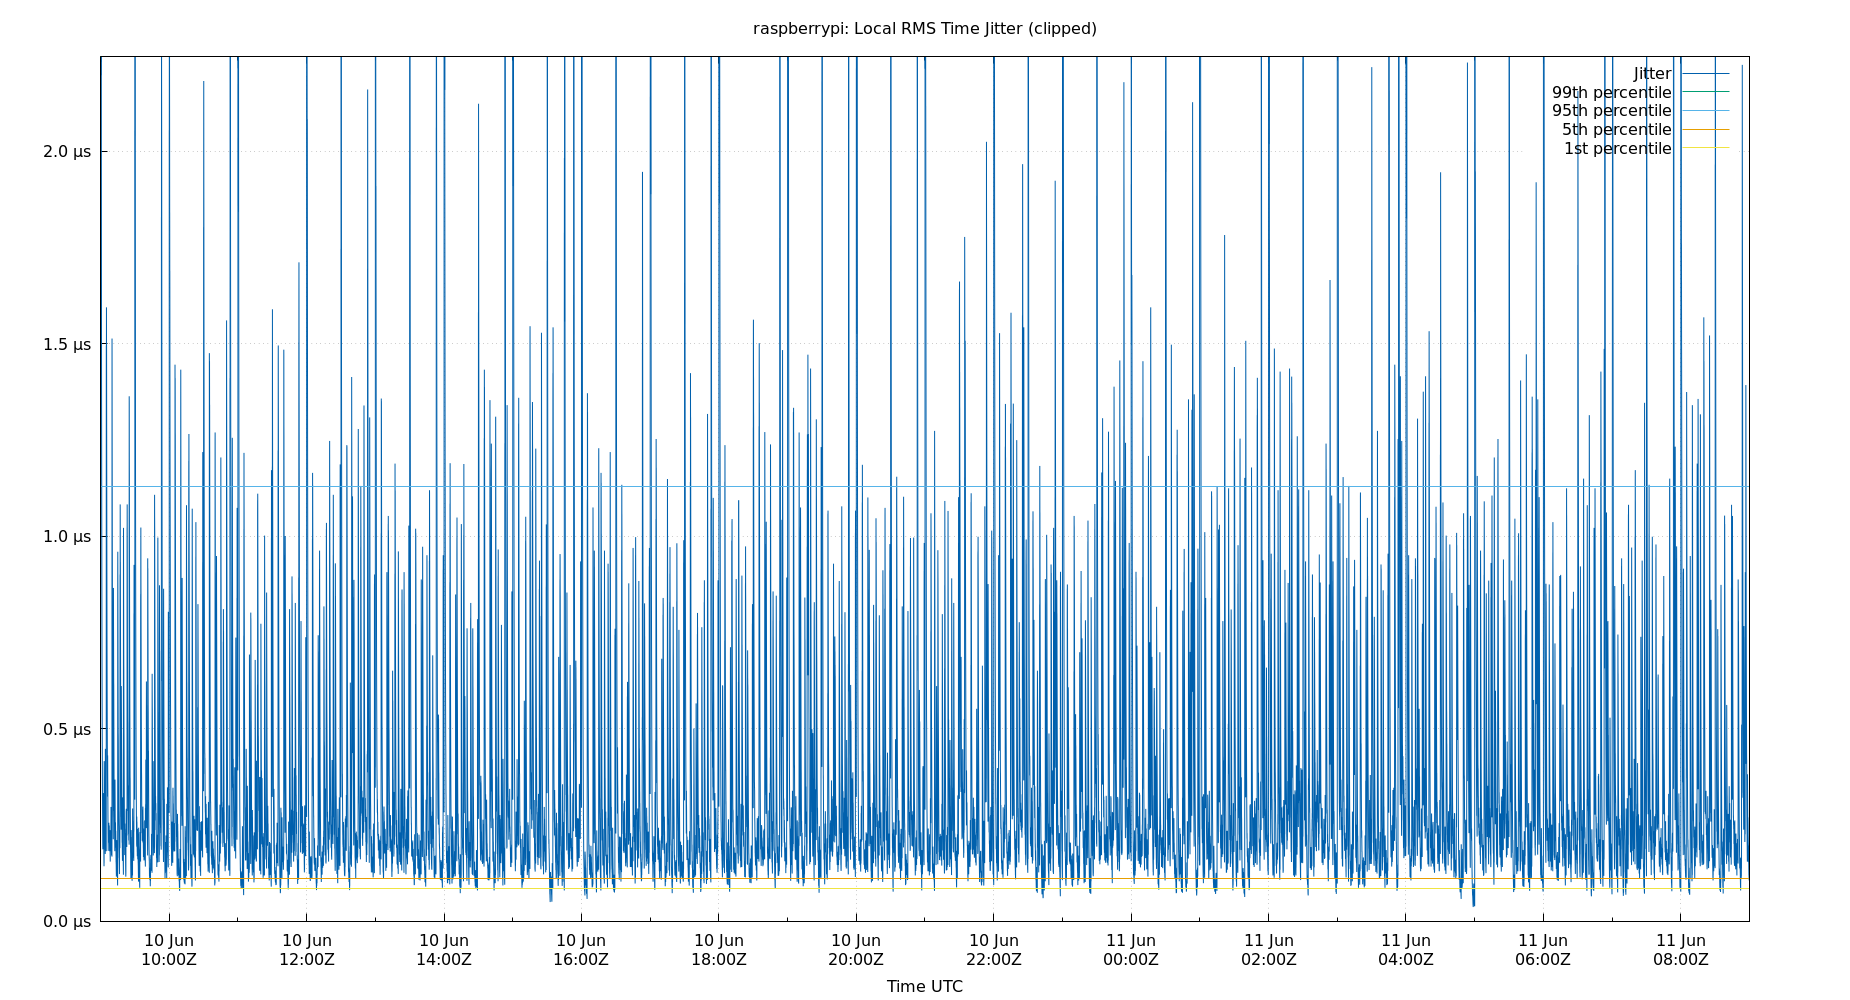 raspberrypi: Local RMS Time Jitter (clipped)
Jitter
99th percentile
95th percentile
5th percentile
1st percentile
2.0 µs
1.5 µs
1.0 µs
0.5 µs
0.0 µs
10 Jun 10 Jun 10 Jun 10 Jun 10 Jun 10 Jun 10 Jun 11 Jun 11 Jun 11 Jun 11 Jun 11 Jun
10:00Z 12:00Z 14:00Z 16:00Z 18:00Z 20:00Z 22:00Z 00:00Z 02:00Z 04:00Z 06:00Z 08:00Z
Time UTC